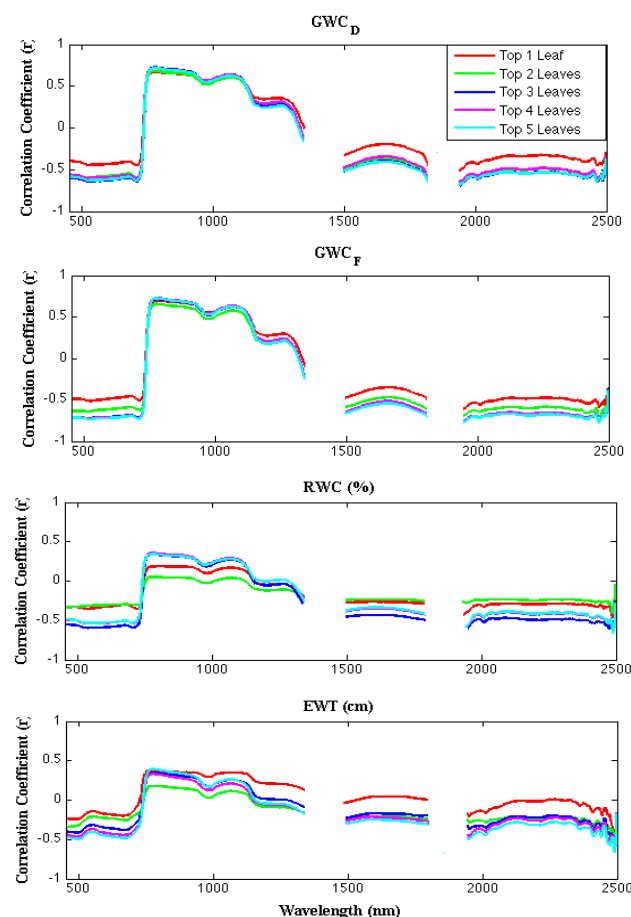 GWC_D
Correlation Coefficient (r)
1
0.5
0
-0.5
-1
500
1000
1500
2000
2500
Top 1 Leaf
Top 2 Leaves
Top 3 Leaves
Top 4 Leaves
Top 5 Leaves
GWC_F
Correlation Coefficient (r)
1
0.5
0
-0.5
-1
500
1000
1500
2000
2500
RWC (%)
Correlation Coefficient (r)
1
0.5
0
-0.5
-1
500
1000
1500
2000
2500
EWT (cm)
Correlation Coefficient (r)
1
0.5
0
-0.5
-1
500
1000
1500
2000
2500
Wavelength (nm)